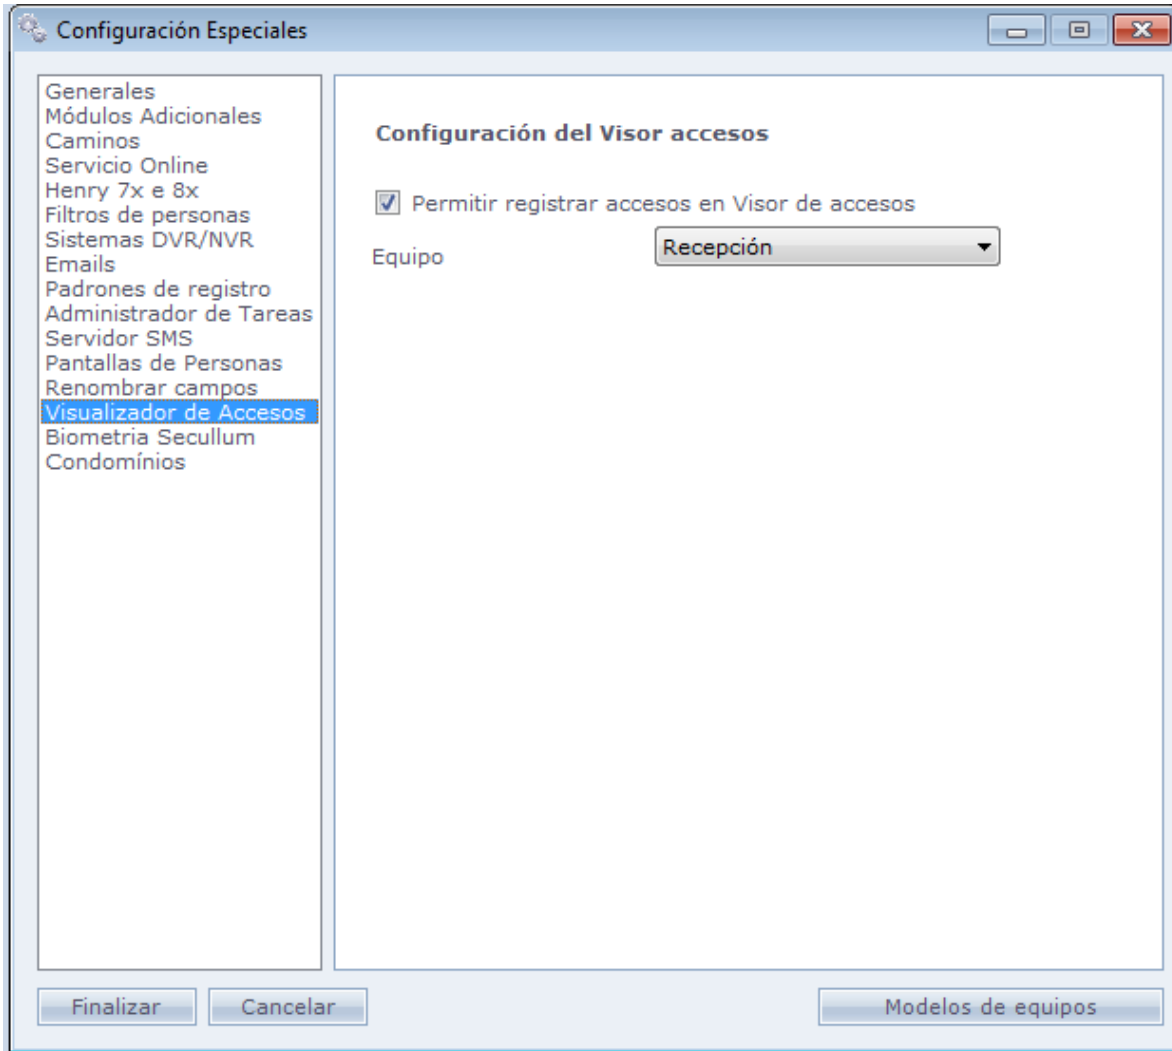 Configuración Especiales
Generales
Módulos Adicionales
Caminos
Servicio Online
Henry 7x e 8x
Filtros de personas
Sistemas DVR/NVR
Emails
Padrones de registro
Administrador de Tareas
Servidor SMS
Pantallas de Personas
Renombrar campos
Visualizador de Accesos
Biometria Secullum
Condomínios
Configuración del Visor accesos
Permitir registrar accesos en Visor de accesos
Equipo Recepción
Finalizar Cancelar Modelos de equipos